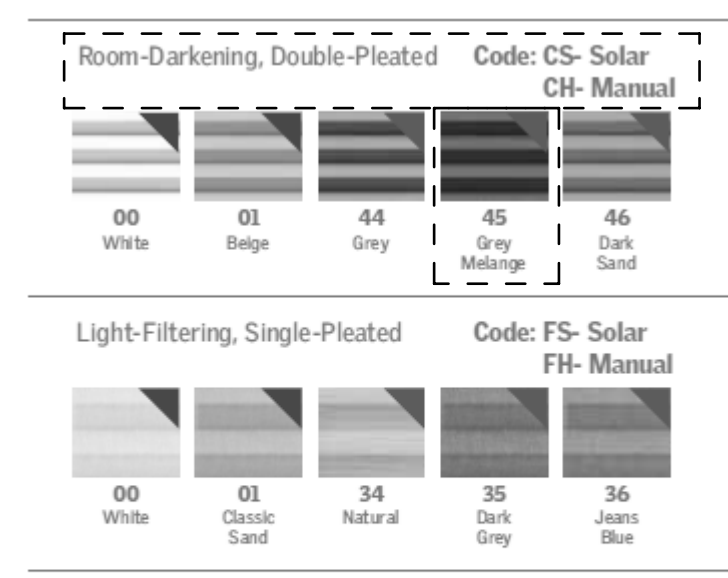 Room-Darkening, Double-Pleated Code: CS- Solar
CH- Manual
00 01 44 45 46
White Beige Grey Grey Dark
Melange Sand
Light-Filtering, Single-Pleated Code: FS- Solar
FH- Manual
00 01 34 35 36
White Classic Natural Dark Jeans
Sand Grey Blue